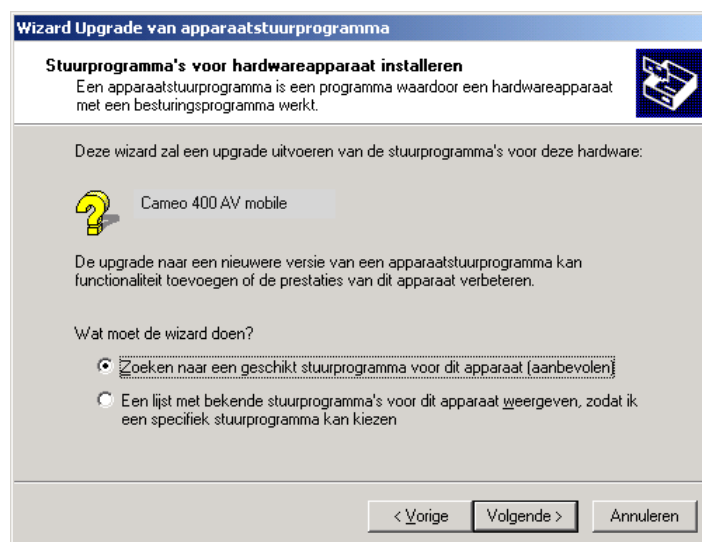 Wizard Upgrade van apparaatstuurprogramma
Stuurprogramma's voor hardwareapparaat installeren
Een apparaatstuurprogramma is een programma waardoor een hardwareapparaat
met een besturingsprogramma werkt.
Deze wizard zal een upgrade uitvoeren van de stuurprogramma's voor deze hardware:
Cameo 400 AV mobile
De upgrade naar een nieuwere versie van een apparaatstuurprogramma kan
functionaliteit toevoegen of de prestaties van dit apparaat verbeteren.
Wat moet de wizard doen?
Zoeken naar een geschikt stuurprogramma voor dit apparaat (aanbevolen)
Een lijst met bekende stuurprogramma's voor dit apparaat weergeven, zodat ik
een specifiek stuurprogramma kan kiezen
< Vorige
Volgende >
Annuleren